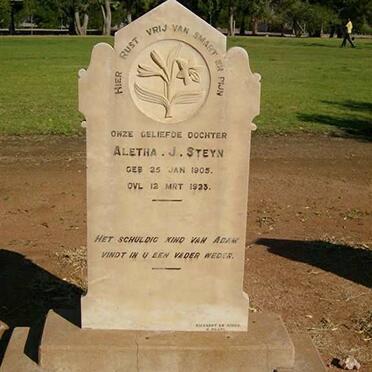 HIER RUST VRIJ VAN SMART EN PIJN
ONZE GELIEFDE DOCHTER
ALETHA . J . STEYN
GEB 25 JAN 1905.
OVL 12 MRT 1923.
HET SCHULDIG KIND VAN ADAM
VINDT IN U EEN VADER WEDER.